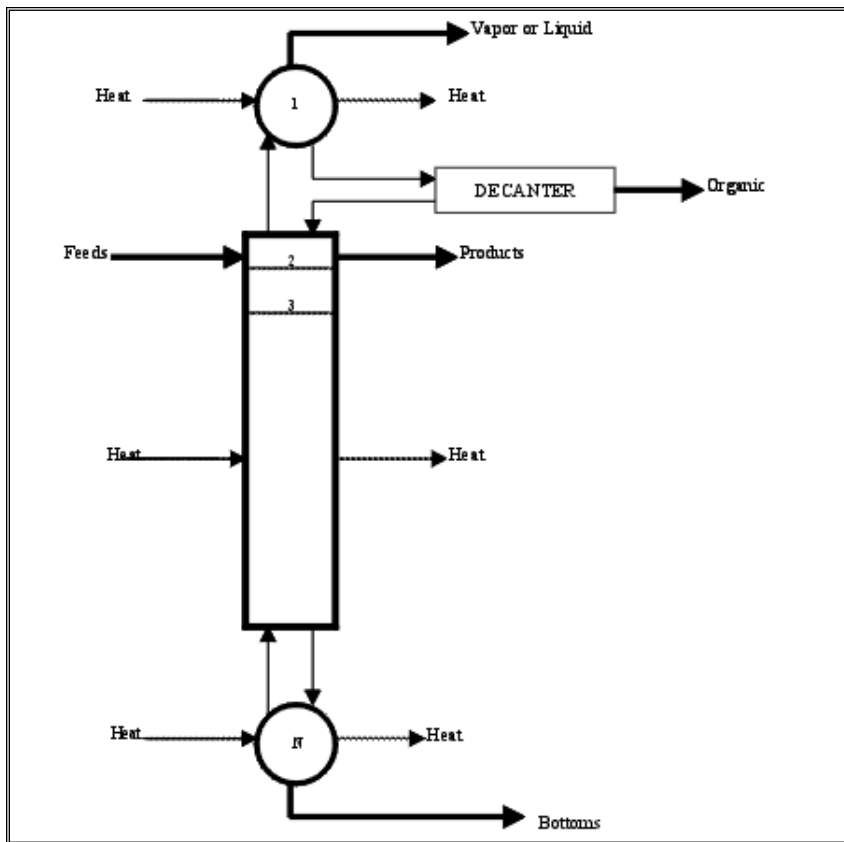 Vapor or Liquid
Heat
1
Heat
DECANTER
Organic
Feeds
2
Products
3
Heat
Heat
Heat
N
Heat
Bottoms